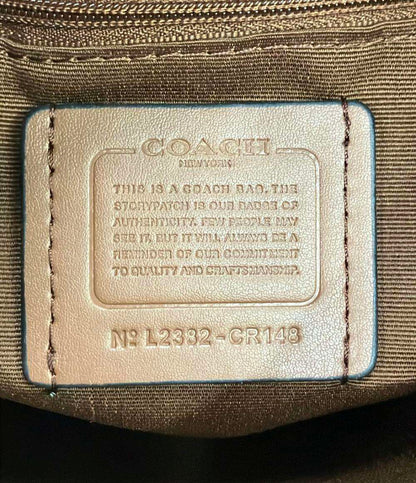 COACH
NEW YORK
THIS IS A COACH BAG. THE
STORYPATCH IS OUR BADGE OF
AUTHENTICITY. FEW PEOPLE MAY
SEE IT. BUT IT WILL ALWAYS BE A
REMINDER OF OUR COMMITMENT
TO QUALITY AND CRAFTSMANSHIP.
Nº L2382-CR148